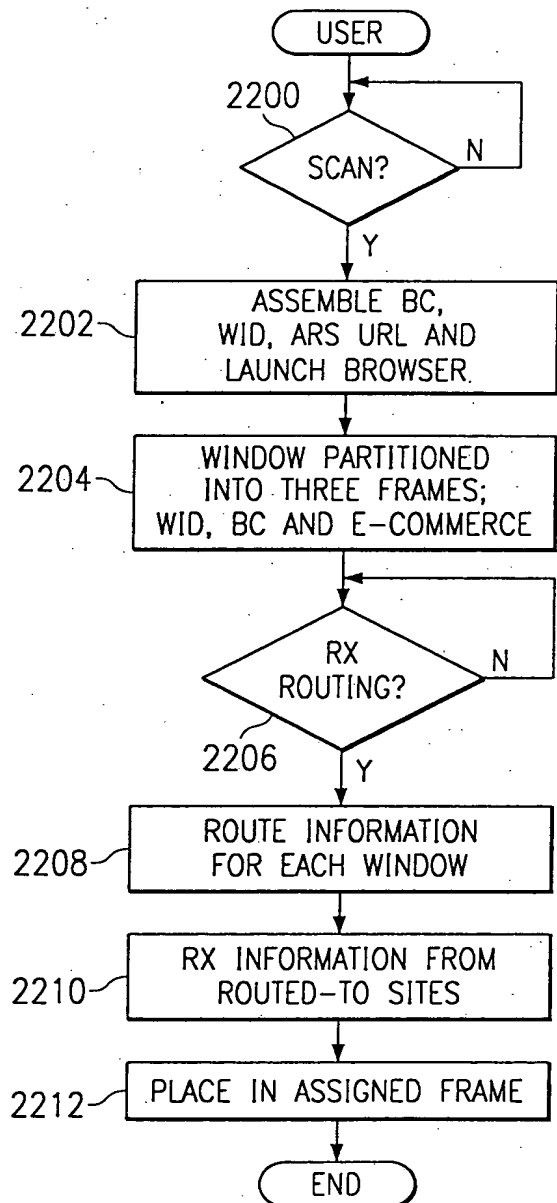 USER
2200
SCAN?
N
Y
2202
ASSEMBLE BC,
WID, ARS URL AND
LAUNCH BROWSER.
2204
WINDOW PARTITIONED
INTO THREE FRAMES;
WID, BC AND E-COMMERCE
RX
ROUTING?
N
2206
Y
2208
ROUTE INFORMATION
FOR EACH WINDOW
2210
RX INFORMATION FROM
ROUTED-TO SITES
2212
PLACE IN ASSIGNED FRAME
END